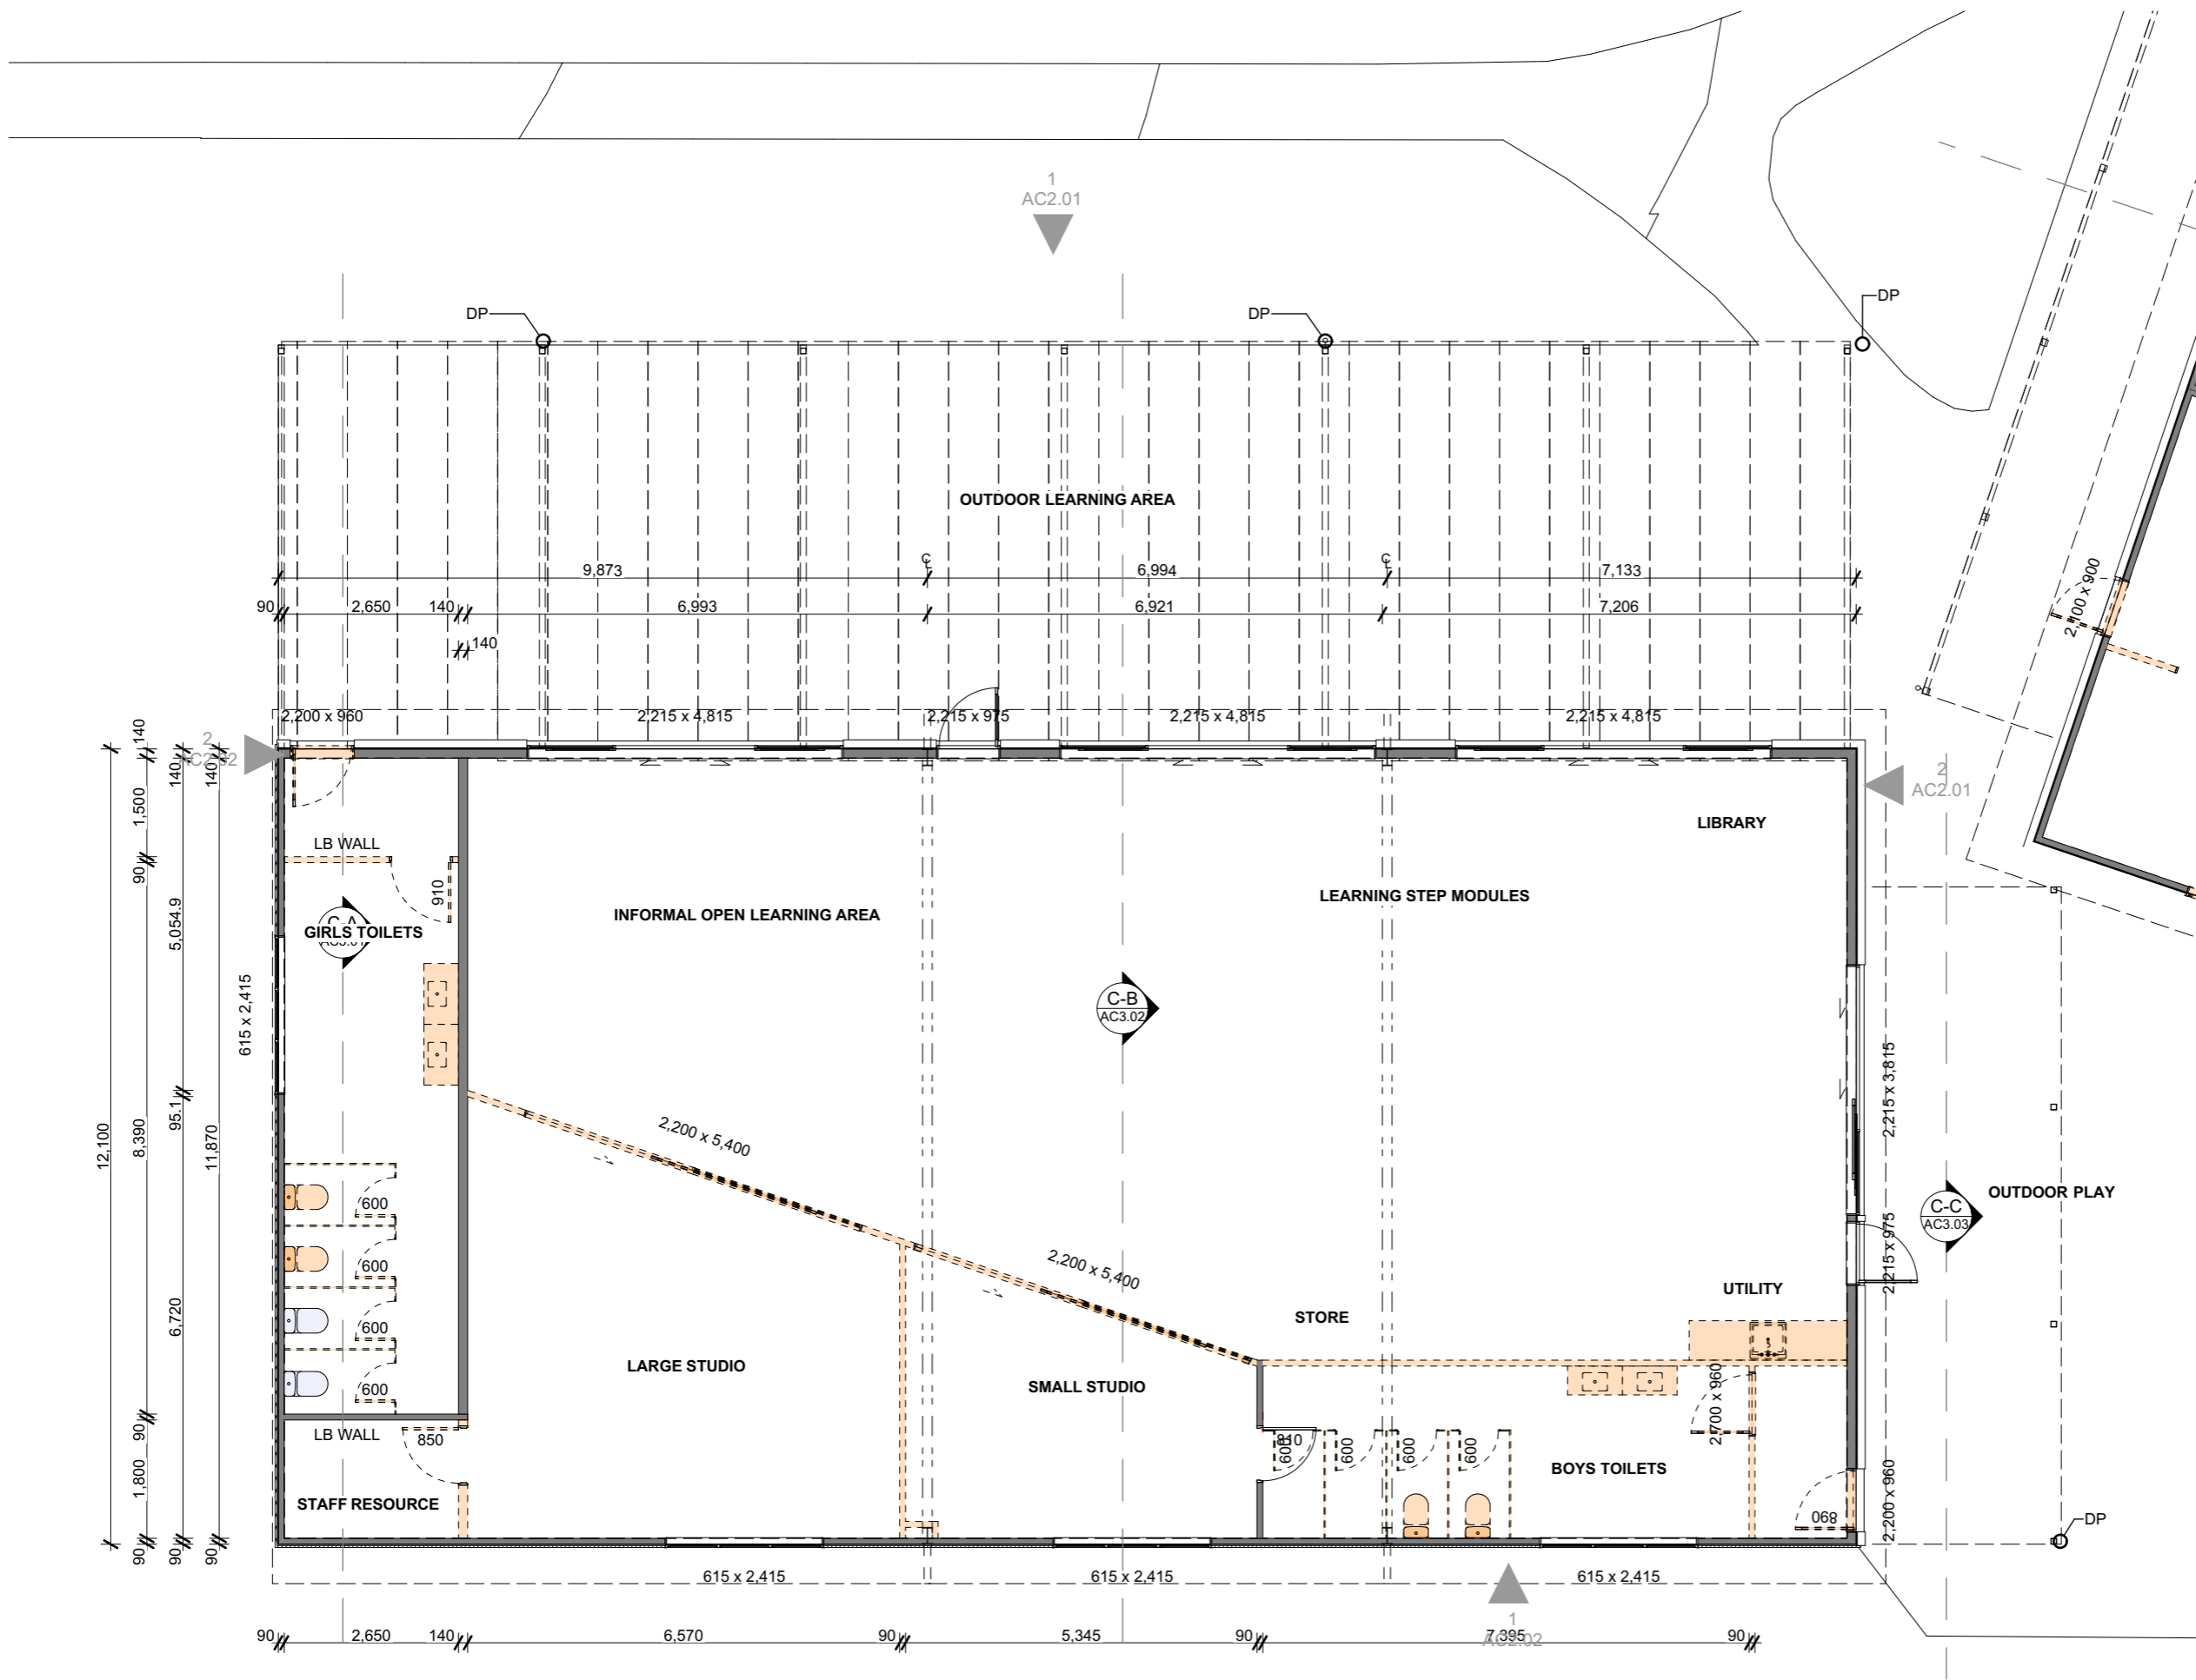 1
AC2.01
DP
DP
DP
OUTDOOR LEARNING AREA
9,873
6,994
7,133
90
2,650
140
6,993
6,921
7,206
140
2,100 x 900
2,200 x 960
2,215 x 4,815
2,215 x 975
2,215 x 4,815
2,215 x 4,815
2
AC2.02
2
AC2.01
140
140
140
1,500
90
5,054.9
95.1
12,100
8,390
11,870
6,720
90
1,800
90
90
90
615 x 2,415
LB WALL
910
C-A
AC3.01
GIRLS TOILETS
INFORMAL OPEN LEARNING AREA
LEARNING STEP MODULES
LIBRARY
C-B
AC3.02
2,200 x 5,400
2,200 x 5,400
2,215 x 3,815
2,215 x 975
OUTDOOR PLAY
C-C
AC3.03
600
600
600
600
UTILITY
STORE
LARGE STUDIO
SMALL STUDIO
2,700 x 960
LB WALL
850
810
600
600
600
600
BOYS TOILETS
STAFF RESOURCE
860
2,200 x 960
DP
615 x 2,415
615 x 2,415
615 x 2,415
1
AC2.02
90
2,650
140
6,570
90
5,345
90
7,395
90